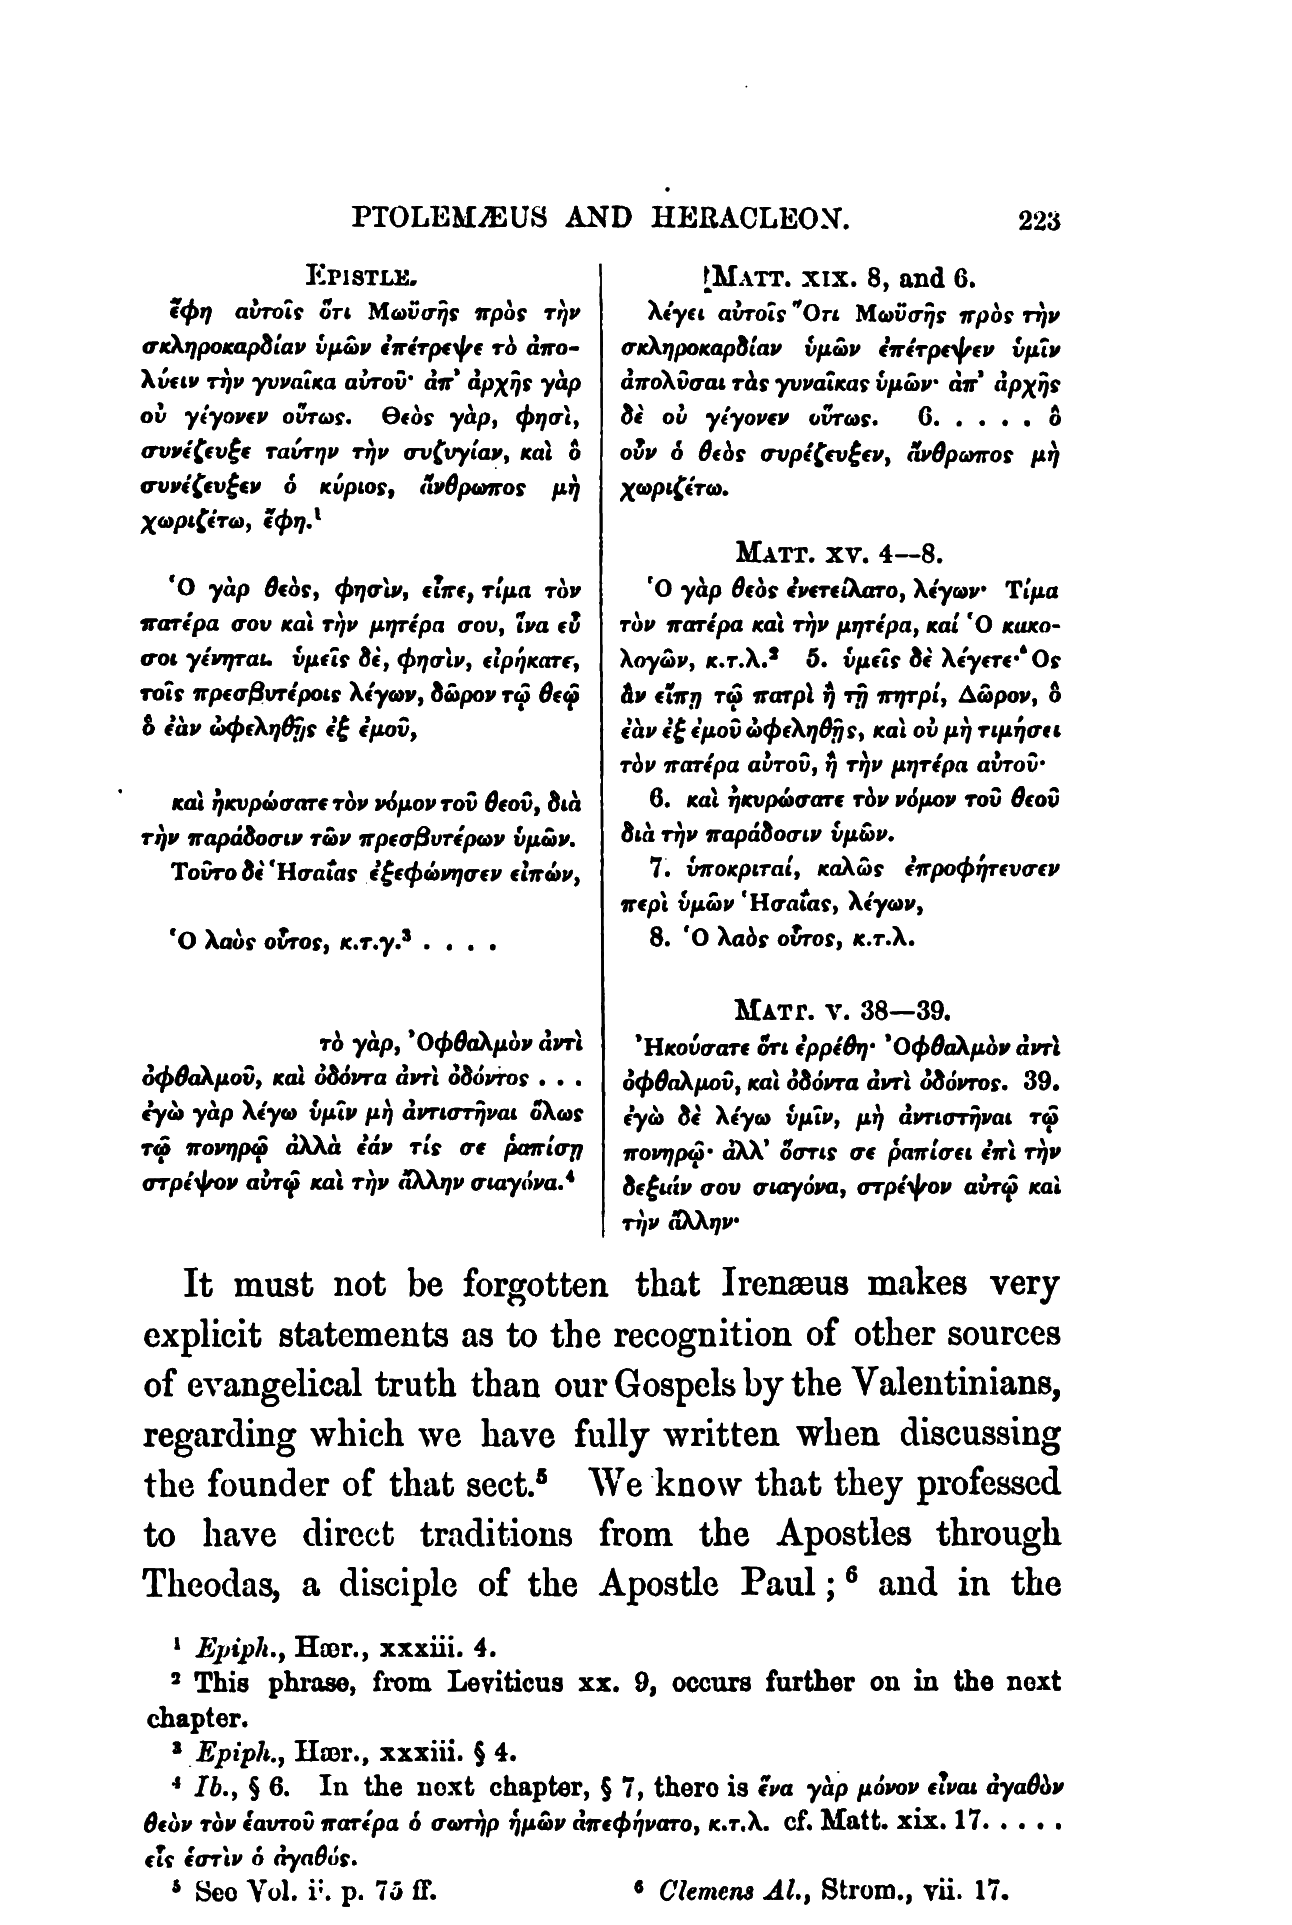 PTOLEMÆUS AND HERACLEON. 223
EPISTLE.
ἔφη αὐτοῖς ὅτι Μωϋσῆς πρὸς τὴν
σκληροκαρδίαν ὑμῶν ἐπέτρεψε τὸ ἀπο-
λύειν τὴν γυναῖκα αὐτοῦ· ἀπ’ ἀρχῆς γὰρ
οὐ γέγονεν οὕτως. Θεὸς γὰρ, φησὶ,
συνέζευξε ταύτην τὴν συζυγίαν, καὶ ὃ
συνέζευξεν ὁ κύριος, ἄνθρωπος μὴ
χωριζέτω, ἔφη.¹
Ὁ γὰρ θεὸς, φησὶν, εἶπε, τίμα τὸν
πατέρα σου καὶ τὴν μητέρα σου, ἵνα εὖ
σοι γένηται. ὑμεῖς δὲ, φησὶν, εἰρήκατε,
τοῖς πρεσβυτέροις λέγων, δῶρον τῷ θεῷ
ὃ ἐὰν ὠφεληθῇς ἐξ ἐμοῦ,
καὶ ἠκυρώσατε τὸν νόμον τοῦ θεοῦ, διὰ
τὴν παράδοσιν τῶν πρεσβυτέρων ὑμῶν.
Τοῦτο δὲ Ἡσαΐας ἐξεφώνησεν εἰπών,
Ὁ λαὸς οὗτος, κ.τ.γ.³ . . . .
τὸ γὰρ, Ὀφθαλμὸν ἀντὶ
ὀφθαλμοῦ, καὶ ὀδόντα ἀντὶ ὀδόντος . . .
ἐγὼ γὰρ λέγω ὑμῖν μὴ ἀντιστῆναι ὅλως
τῷ πονηρῷ ἀλλὰ ἐάν τίς σε ῥαπίσῃ
στρέψον αὐτῷ καὶ τὴν ἄλλην σιαγόνα.⁴
MATT. XIX. 8, and 6.
λέγει αὐτοῖς Ὅτι Μωϋσῆς πρὸς τὴν
σκληροκαρδίαν ὑμῶν ἐπέτρεψεν ὑμῖν
ἀπολῦσαι τὰς γυναῖκας ὑμῶν· ἀπ’ ἀρχῆς
δὲ οὐ γέγονεν οὕτως. 6. . . . . ὃ
οὖν ὁ θεὸς συρέζευξεν, ἄνθρωπος μὴ
χωριζέτω.
MATT. XV. 4—8.
Ὁ γὰρ θεὸς ἐνετείλατο, λέγων· Τίμα
τὸν πατέρα καὶ τὴν μητέρα, καί Ὁ κακο-
λογῶν, κ.τ.λ.² 5. ὑμεῖς δὲ λέγετε· Ὃς
ἂν εἴπῃ τῷ πατρὶ ἢ τῇ πητρί, Δῶρον, ὃ
ἐὰν ἐξ ἐμοῦ ὠφεληθῇς, καὶ οὐ μὴ τιμήσει
τὸν πατέρα αὐτοῦ, ἢ τὴν μητέρα αὐτοῦ·
6. καὶ ἠκυρώσατε τὸν νόμον τοῦ θεοῦ
διὰ τὴν παράδοσιν ὑμῶν.
7. ὑποκριταί, καλῶς ἐπροφήτευσεν
περὶ ὑμῶν Ἡσαΐας, λέγων,
8. Ὁ λαὸς οὗτος, κ.τ.λ.
MATT. V. 38—39.
Ἠκούσατε ὅτι ἐρρέθη· Ὀφθαλμὸν ἀντὶ
ὀφθαλμοῦ, καὶ ὀδόντα ἀντὶ ὀδόντος. 39.
ἐγὼ δὲ λέγω ὑμῖν, μὴ ἀντιστῆναι τῷ
πονηρῷ· ἀλλ’ ὅστις σε ῥαπίσει ἐπὶ τὴν
δεξιάν σου σιαγόνα, στρέψον αὐτῷ καὶ
τὴν ἄλλην·
It must not be forgotten that Irenæus makes very
explicit statements as to the recognition of other sources
of evangelical truth than our Gospels by the Valentinians,
regarding which we have fully written when discussing
the founder of that sect.⁵ We know that they professed
to have direct traditions from the Apostles through
Theodas, a disciple of the Apostle Paul ; ⁶ and in the
¹ Epiph., Hær., xxxiii. 4.
² This phrase, from Leviticus xx. 9, occurs further on in the next
chapter.
³ Epiph., Hær., xxxiii. § 4.
⁴ Ib., § 6. In the next chapter, § 7, there is ἕνα γὰρ μόνον εἶναι ἀγαθὸν
θεὸν τὸν ἑαυτοῦ πατέρα ὁ σωτὴρ ἡμῶν ἀπεφήνατο, κ.τ.λ. cf. Matt. xix. 17. . . . .
εἷς ἐστὶν ὁ ἀγαθός.
⁵ See Vol. ii. p. 75 ff. ⁶ Clemens Al., Strom., vii. 17.